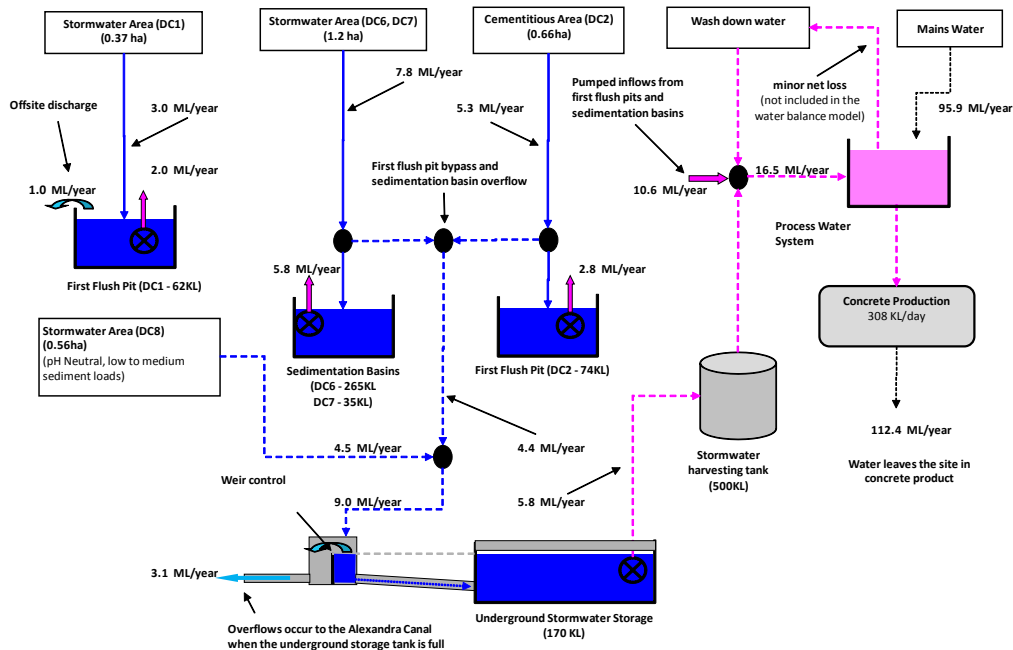 Stormwater Area (DC1)
(0.37 ha)
Stormwater Area (DC6, DC7)
(1.2 ha)
Cementitious Area (DC2)
(0.66ha)
Wash down water
Mains Water
7.8 ML/year
Offsite discharge
3.0 ML/year
5.3 ML/year
Pumped inflows from
first flush pits and
sedimentation basins
minor net loss
(not included in the
water balance model)
95.9 ML/year
2.0 ML/year
1.0 ML/year
First flush pit bypass and
sedimentation basin overflow
10.6 ML/year
16.5 ML/year
Process Water
System
First Flush Pit (DC1 - 62KL)
5.8 ML/year
2.8 ML/year
Concrete Production
308 KL/day
Stormwater Area (DC8)
(0.56ha)
(pH Neutral, low to medium
sediment loads)
Sedimentation Basins
(DC6 - 265KL
DC7 - 35KL)
First Flush Pit (DC2 - 74KL)
112.4 ML/year
4.5 ML/year
4.4 ML/year
Stormwater
harvesting tank
(500KL)
Water leaves the site in
concrete product
Weir control
9.0 ML/year
5.8 ML/year
3.1 ML/year
Underground Stormwater Storage
(170 KL)
Overflows occur to the Alexandra Canal
when the underground storage tank is full